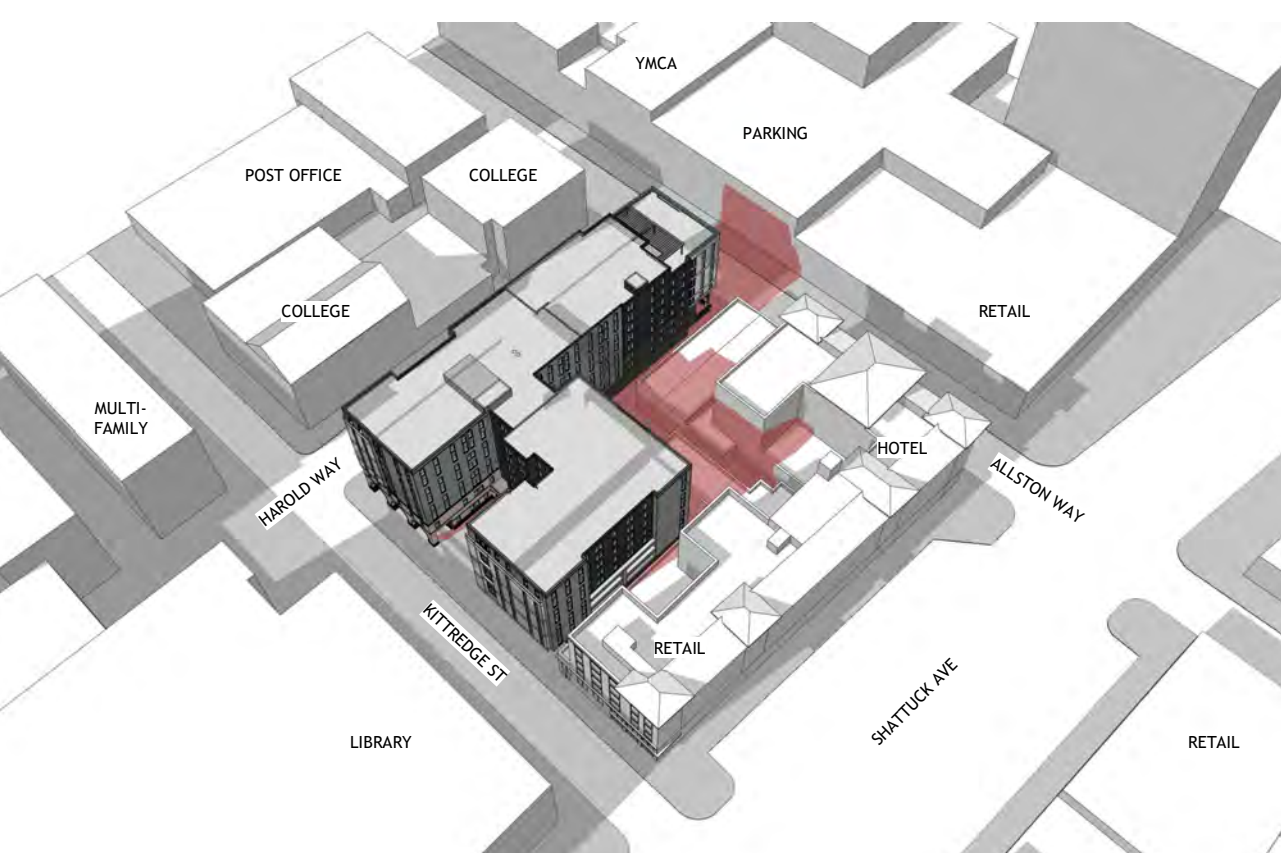 YMCA
PARKING
POST OFFICE
COLLEGE
COLLEGE
RETAIL
MULTI-
FAMILY
HOTEL
HAROLD WAY
ALLSTON WAY
KITTREDGE ST
RETAIL
SHATTUCK AVE
LIBRARY
RETAIL